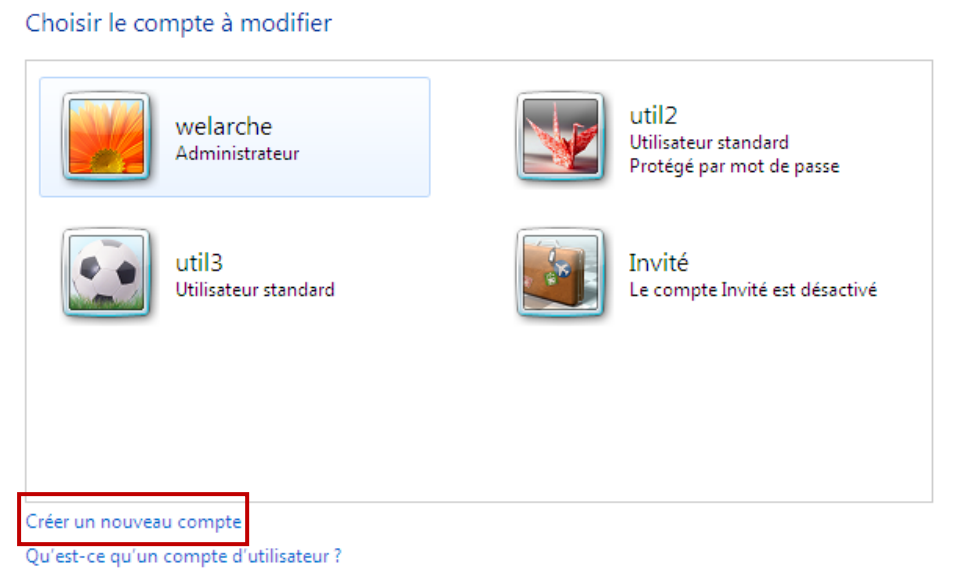 Choisir le compte à modifier
welarche
Administrateur
util2
Utilisateur standard
Protégé par mot de passe
util3
Utilisateur standard
Invité
Le compte Invité est désactivé
Créer un nouveau compte
Qu'est-ce qu'un compte d'utilisateur ?